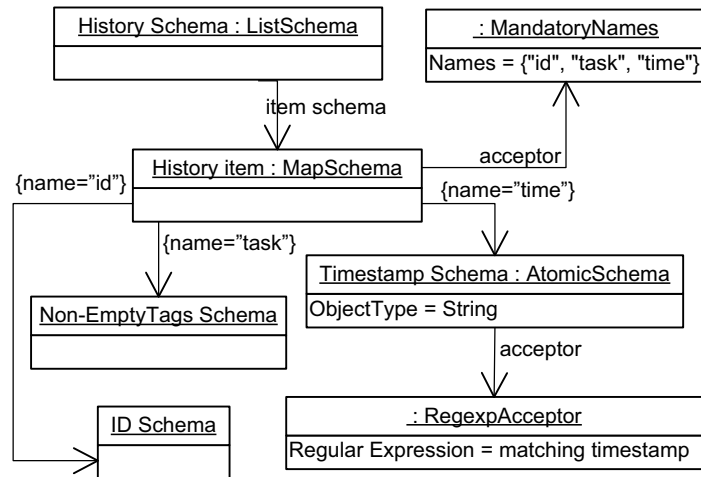 History Schema : ListSchema
: MandatoryNames
Names = {"id", "task", "time"}
item schema
acceptor
History item : MapSchema
{name=”id”}
{name=”time”}
{name=”task”}
Timestamp Schema : AtomicSchema
ObjectType = String
Non-EmptyTags Schema
acceptor
ID Schema
: RegexpAcceptor
Regular Expression = matching timestamp